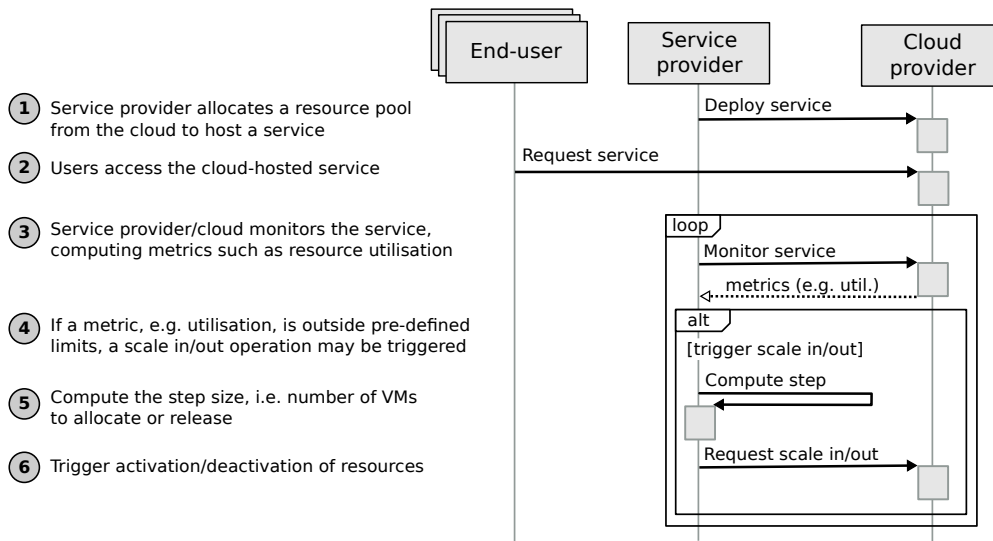 End-user
Service
provider
Cloud
provider
1
Service provider allocates a resource pool
from the cloud to host a service
Deploy service
2
Users access the cloud-hosted service
Request service
3
Service provider/cloud monitors the service,
computing metrics such as resource utilisation
loop
Monitor service
metrics (e.g. util.)
4
If a metric, e.g. utilisation, is outside pre-defined
limits, a scale in/out operation may be triggered
alt
[trigger scale in/out]
5
Compute the step size, i.e. number of VMs
to allocate or release
Compute step
6
Trigger activation/deactivation of resources
Request scale in/out